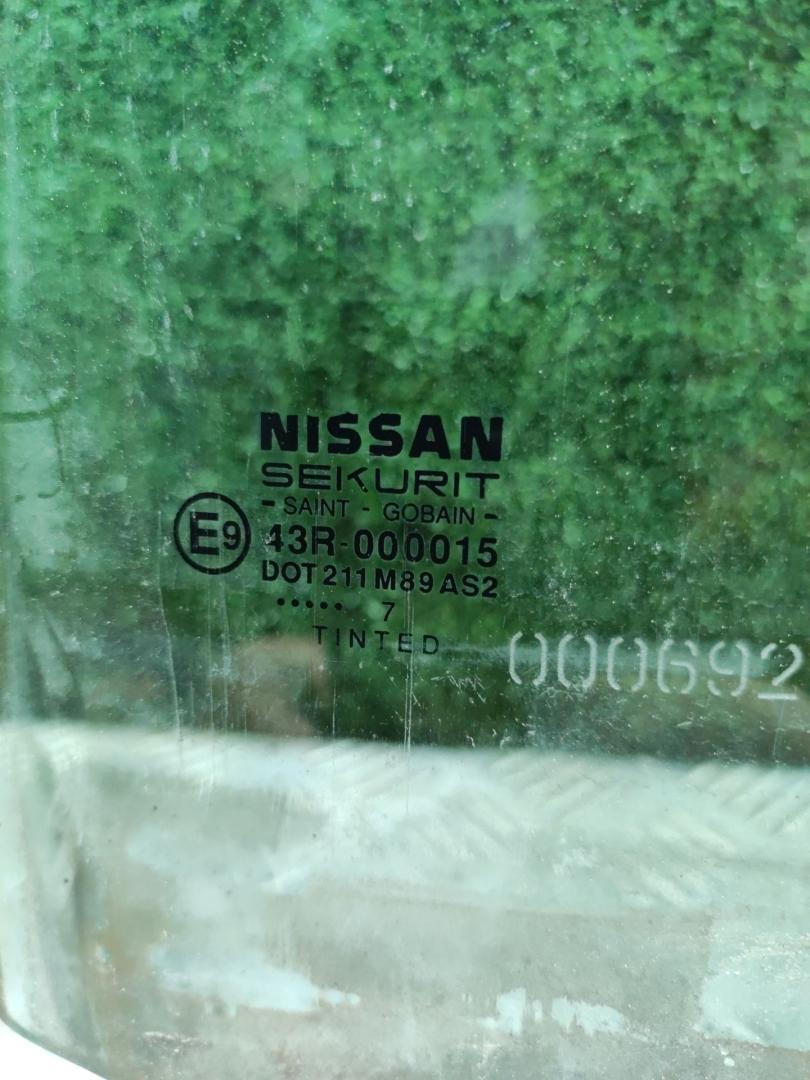 NISSAN
SEKURIT
- SAINT - GOBAIN -
E9
43R-000015
DOT 211 M89 AS2
..... 7
TINTED
000692